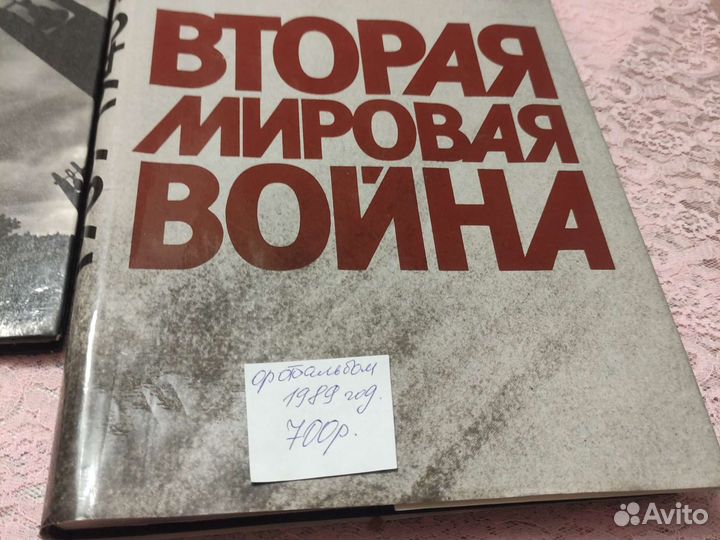 ВТОРАЯ
МИРОВАЯ
ВОЙНА
фотоальбом
1989 год.
700р.
Avito